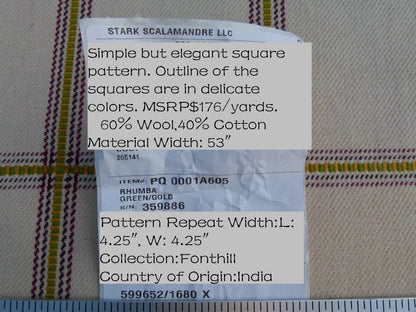 STARK SCALAMANDRE LLC
Simple but elegant square
pattern. Outline of the
squares are in delicate
colors. MSRP$176/yards.
60% Wool,40% Cotton
Material Width: 53"
205141
ITEM#: PQ 0001A605
RHUMBA
GREEN/GOLD
S/N: 359886
Pattern Repeat Width:L:
4.25", W: 4.25"
Collection:Fonthill
Country of Origin:India
599652/1680 X